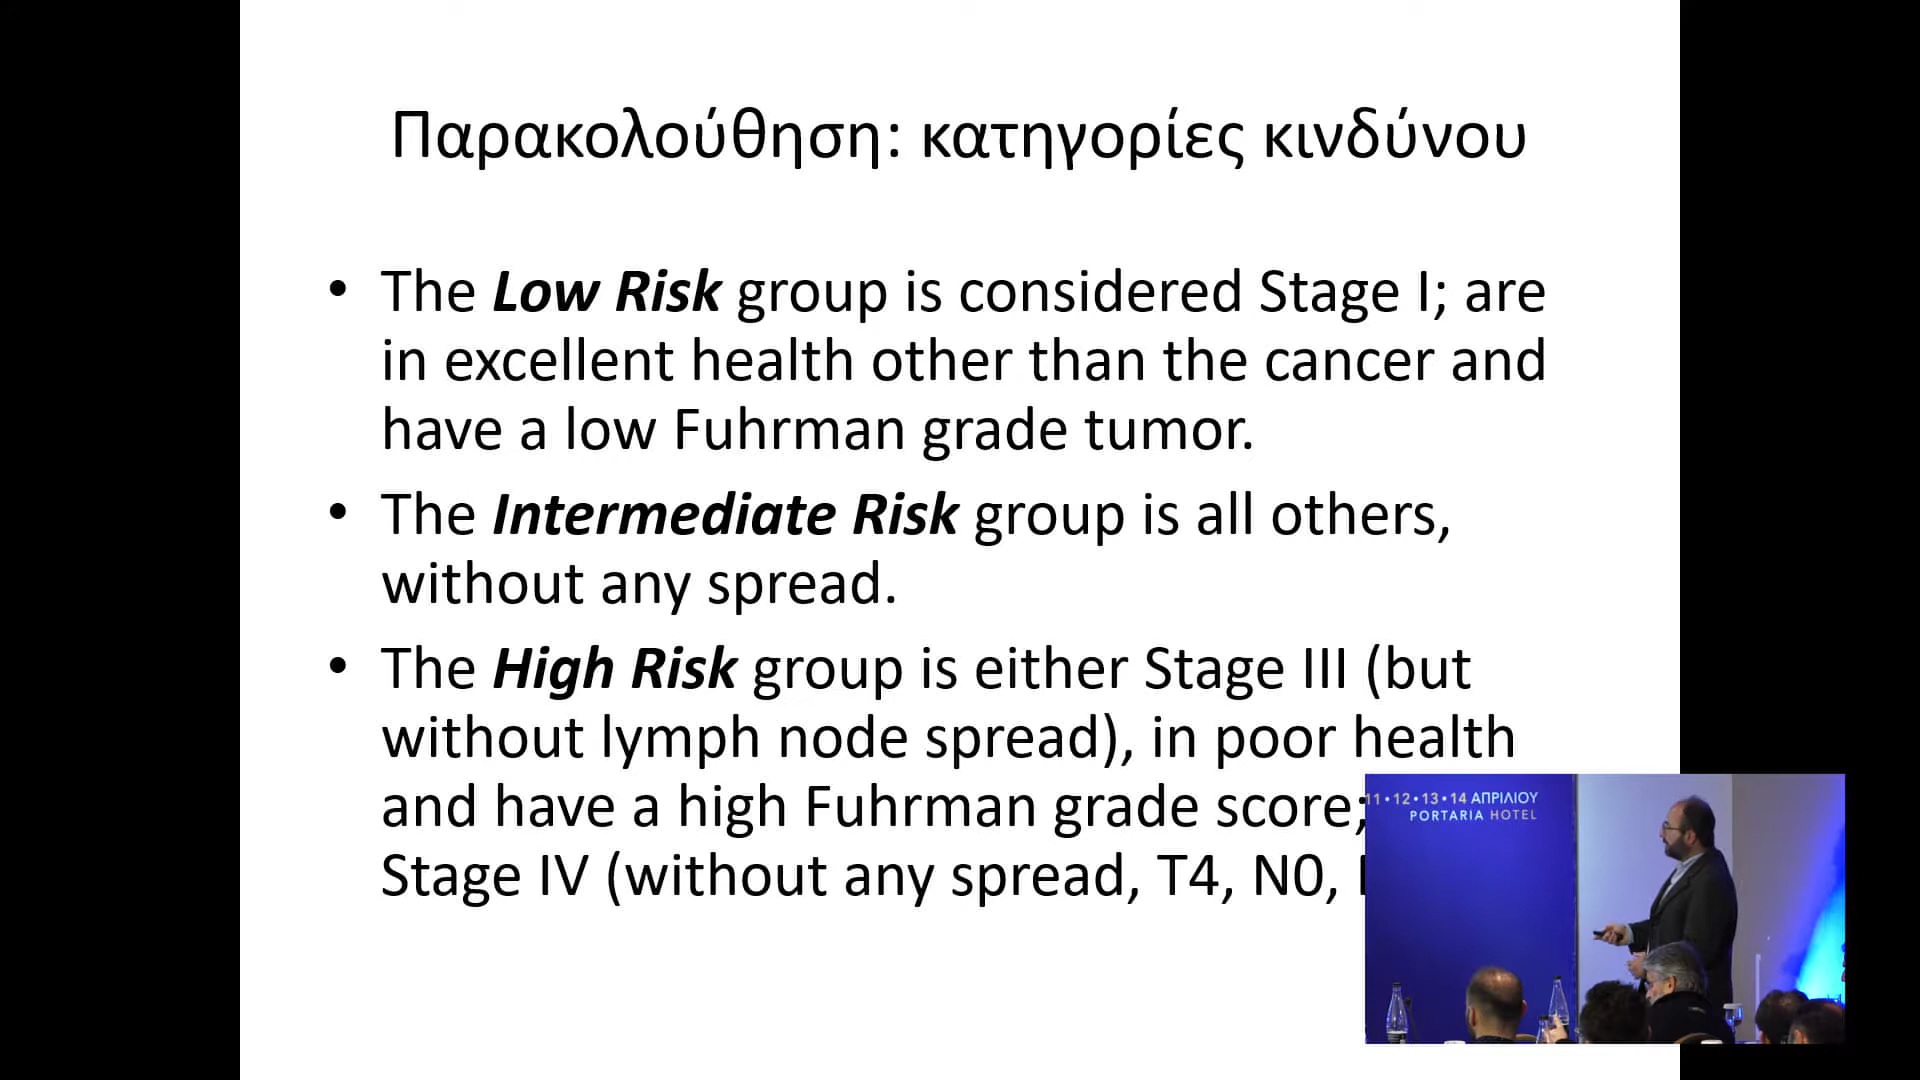 Παρακολούθηση: κατηγορίες κινδύνου
• The Low Risk group is considered Stage I; are
in excellent health other than the cancer and
have a low Fuhrman grade tumor.
• The Intermediate Risk group is all others,
without any spread.
• The High Risk group is either Stage III (but
without lymph node spread), in poor health
and have a high Fuhrman grade score;
Stage IV (without any spread, T4, N0,
11•12•13•14 ΑΠΡΙΛΙΟΥ
PORTARIA HOTEL